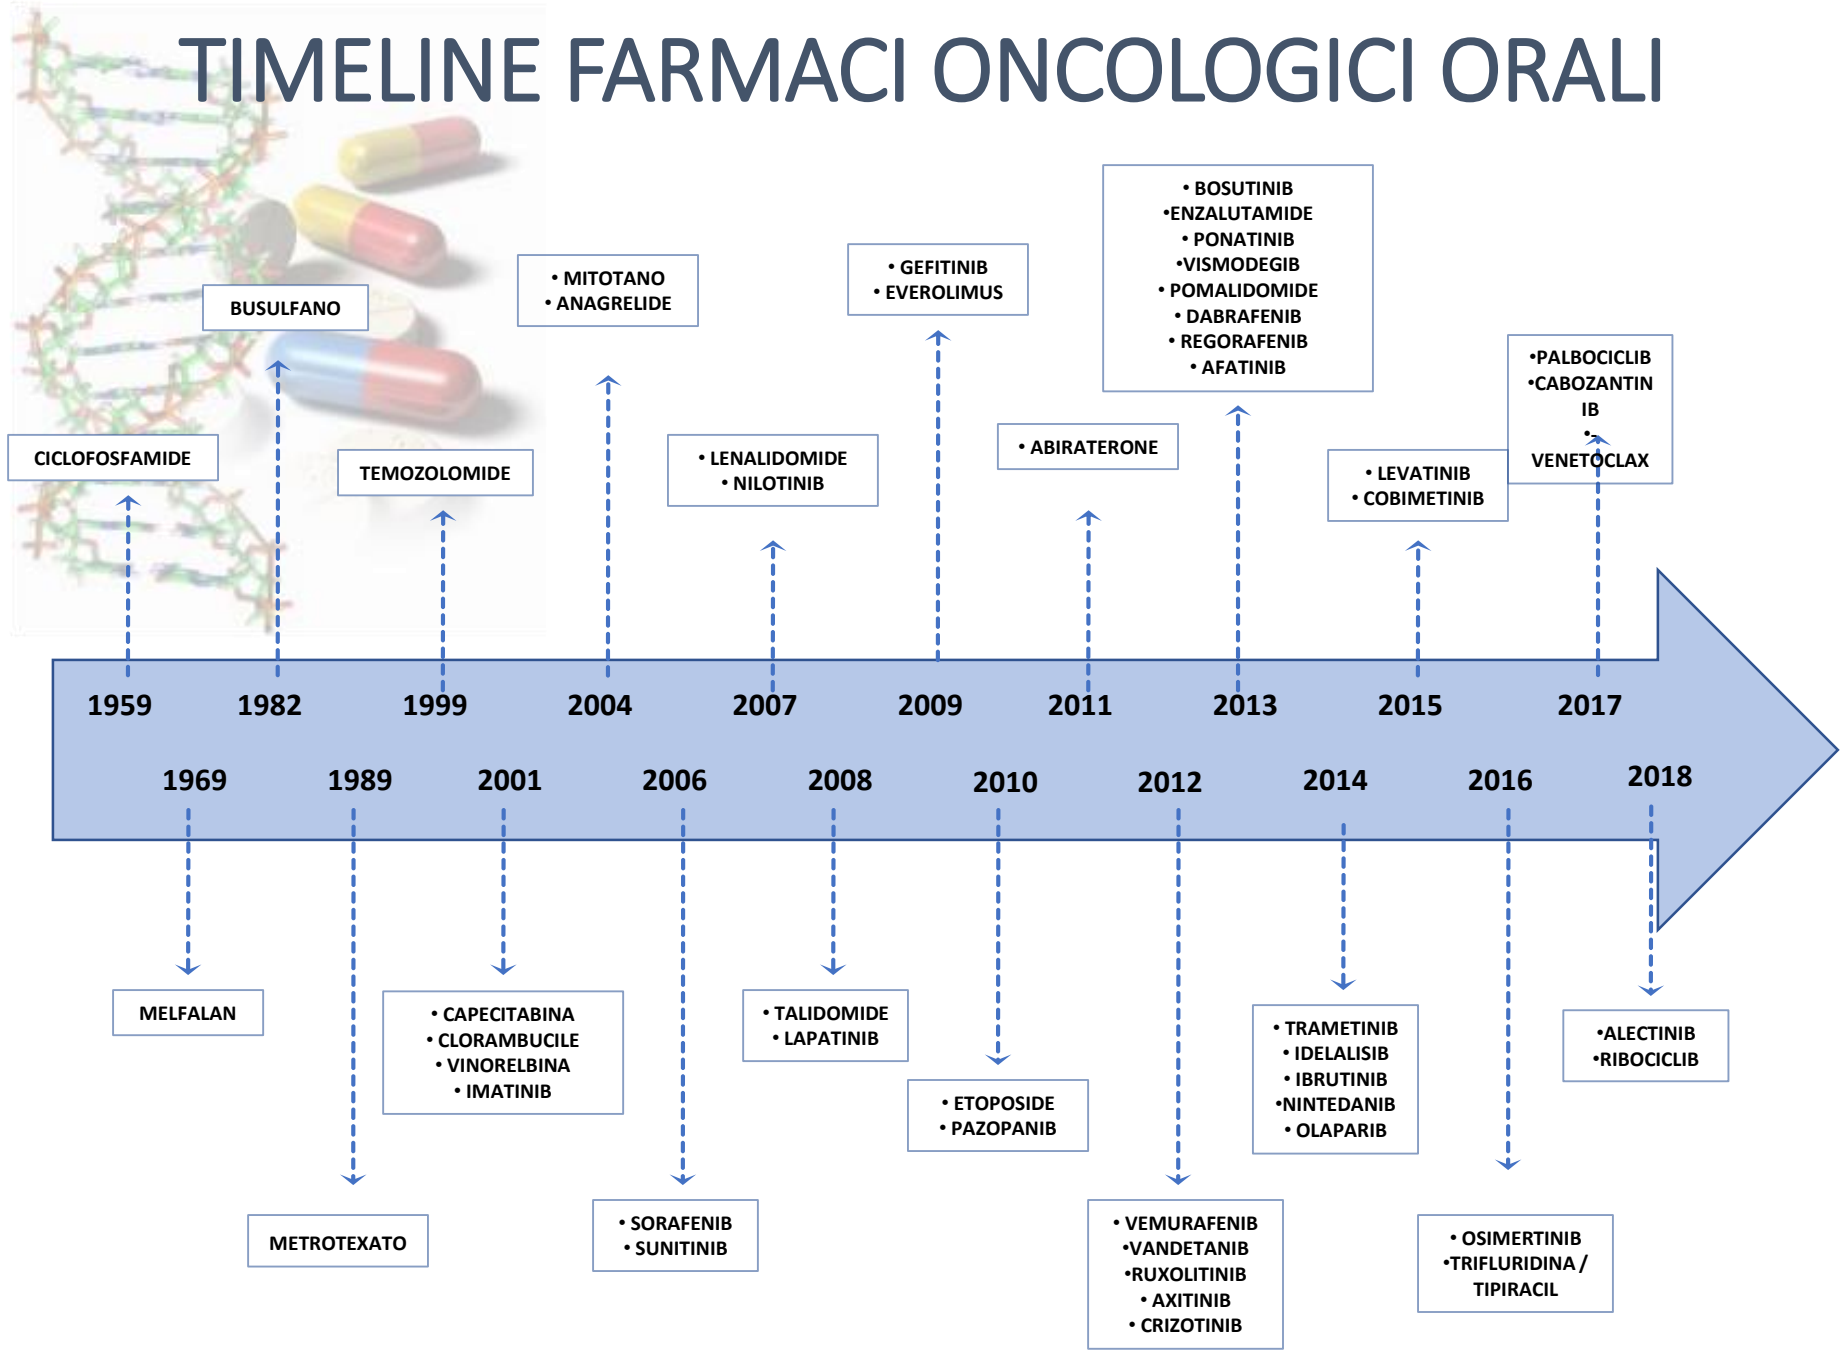 TIMELINE FARMACI ONCOLOGICI ORALI
• BOSUTINIB
•ENZALUTAMIDE
• PONATINIB
•VISMODEGIB
• POMALIDOMIDE
• DABRAFENIB
• REGORAFENIB
• AFATINIB
• GEFITINIB
• EVEROLIMUS
• MITOTANO
• ANAGRELIDE
BUSULFANO
•PALBOCICLIB
•CABOZANTIN
IB
•-
VENETOCLAX
CICLOFOSFAMIDE
TEMOZOLOMIDE
• LENALIDOMIDE
• NILOTINIB
• ABIRATERONE
• LEVATINIB
• COBIMETINIB
1959
1982
1999
2004
2007
2009
2011
2013
2015
2017
1969
1989
2001
2006
2008
2010
2012
2014
2016
2018
MELFALAN
• CAPECITABINA
• CLORAMBUCILE
• VINORELBINA
• IMATINIB
• TALIDOMIDE
• LAPATINIB
• TRAMETINIB
• IDELALISIB
• IBRUTINIB
•NINTEDANIB
• OLAPARIB
•ALECTINIB
•RIBOCICLIB
• ETOPOSIDE
• PAZOPANIB
METROTEXATO
• SORAFENIB
• SUNITINIB
• VEMURAFENIB
•VANDETANIB
•RUXOLITINIB
• AXITINIB
• CRIZOTINIB
• OSIMERTINIB
•TRIFLURIDINA /
TIPIRACIL